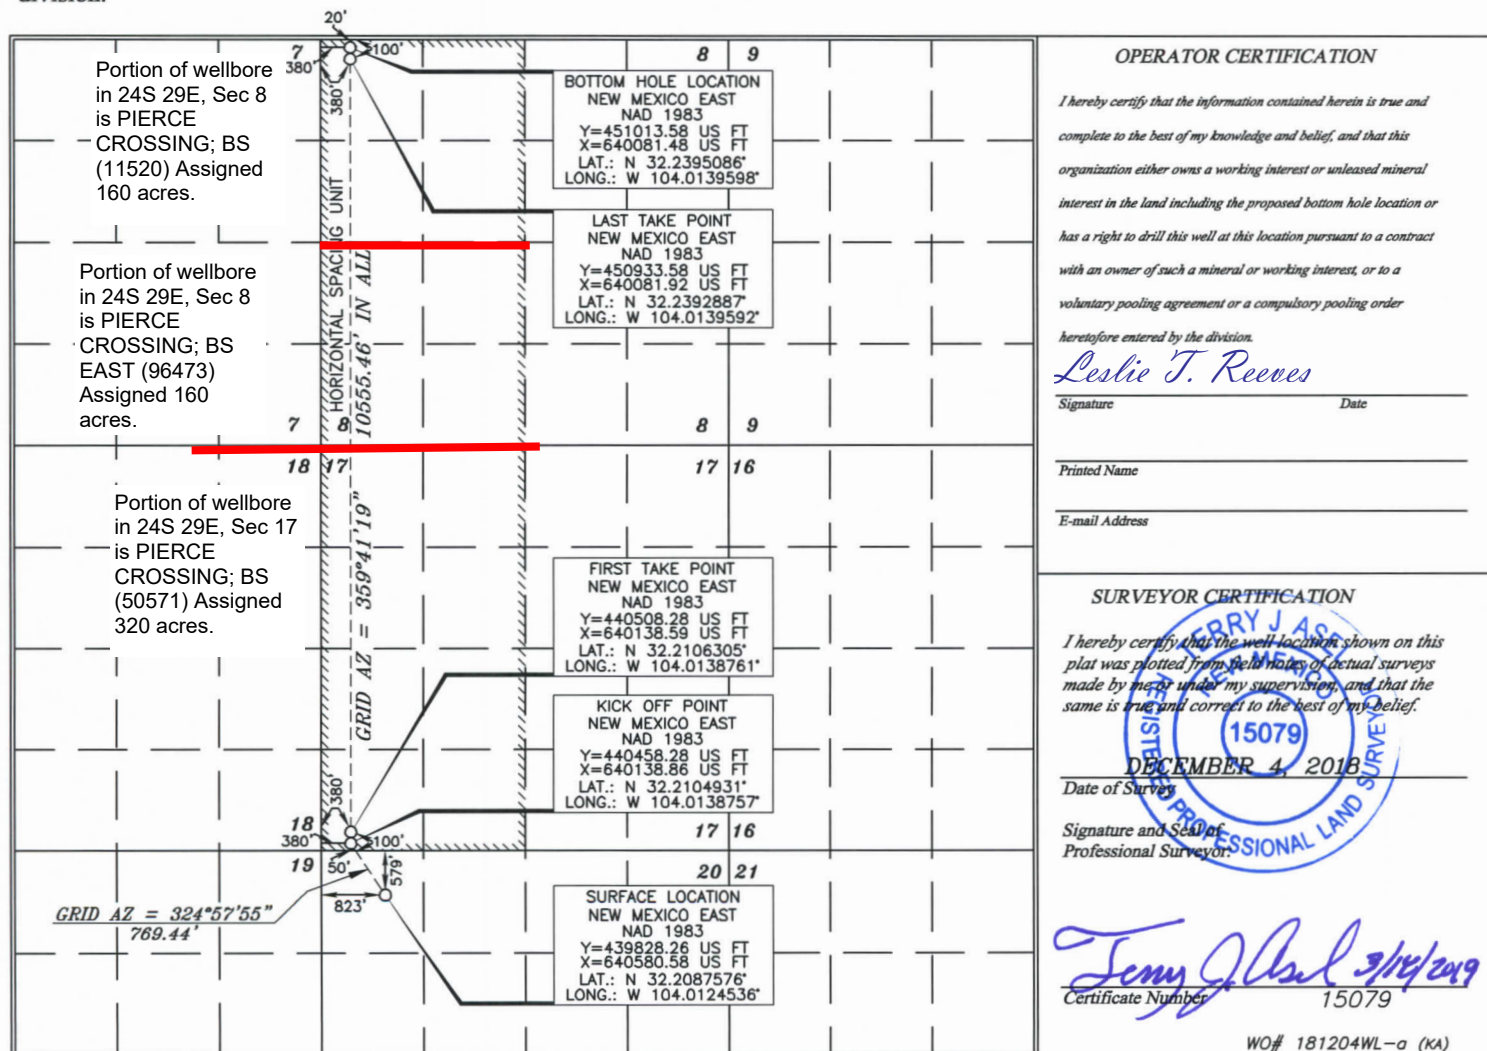 20'
7
380'
100'
380'
8 9
Portion of wellbore
in 24S 29E, Sec 8
is PIERCE
CROSSING; BS
(11520) Assigned
160 acres.
BOTTOM HOLE LOCATION
NEW MEXICO EAST
NAD 1983
Y=451013.58 US FT
X=640081.48 US FT
LAT.: N 32.2395086°
LONG.: W 104.0139598°
LAST TAKE POINT
NEW MEXICO EAST
NAD 1983
Y=450933.58 US FT
X=640081.92 US FT
LAT.: N 32.2392887°
LONG.: W 104.0139592°
HORIZONTAL SPACING UNIT
10555.46' IN ALL
GRID AZ = 359°41'19"
Portion of wellbore
in 24S 29E, Sec 8
is PIERCE
CROSSING; BS
EAST (96473)
Assigned 160
acres.
7 8
8 9
18 17
17 16
Portion of wellbore
in 24S 29E, Sec 17
is PIERCE
CROSSING; BS
(50571) Assigned
320 acres.
FIRST TAKE POINT
NEW MEXICO EAST
NAD 1983
Y=440508.28 US FT
X=640138.59 US FT
LAT.: N 32.2106305°
LONG.: W 104.0138761°
KICK OFF POINT
NEW MEXICO EAST
NAD 1983
Y=440458.28 US FT
X=640138.86 US FT
LAT.: N 32.2104931°
LONG.: W 104.0138757°
380'
18
380'
100'
17 16
19
50'
579'
823'
20 21
GRID AZ = 324°57'55"
769.44'
SURFACE LOCATION
NEW MEXICO EAST
NAD 1983
Y=439828.26 US FT
X=640580.58 US FT
LAT.: N 32.2087576°
LONG.: W 104.0124536°
OPERATOR CERTIFICATION
I hereby certify that the information contained herein is true and
complete to the best of my knowledge and belief, and that this
organization either owns a working interest or unleased mineral
interest in the land including the proposed bottom hole location or
has a right to drill this well at this location pursuant to a contract
with an owner of such a mineral or working interest, or to a
voluntary pooling agreement or a compulsory pooling order
heretofore entered by the division.
Leslie T. Reeves
Signature Date
Printed Name
E-mail Address
SURVEYOR CERTIFICATION
I hereby certify that the well location shown on this
plat was plotted from field notes of actual surveys
made by me or under my supervision, and that the
same is true and correct to the best of my belief.
TERRY J. ASEL
NEW MEXICO
15079
REGISTERED PROFESSIONAL LAND SURVEYOR
DECEMBER 4, 2018
Date of Survey
Signature and Seal of
Professional Surveyor:
Terry J. Asel 3/14/2019
Certificate Number 15079
WO# 181204WL-a (KA)